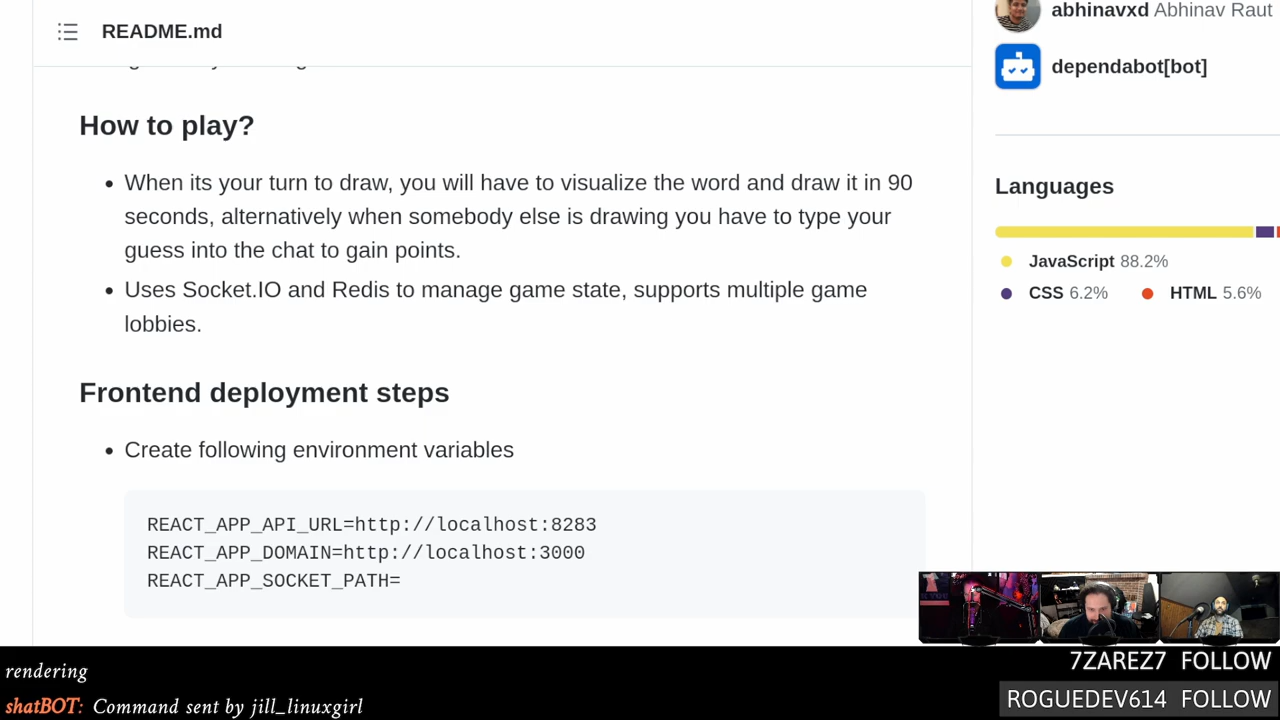 README.md
abhinavxd Abhinav Raut
dependabot[bot]
How to play?
When its your turn to draw, you will have to visualize the word and draw it in 90
seconds, alternatively when somebody else is drawing you have to type your
guess into the chat to gain points.
Uses Socket.IO and Redis to manage game state, supports multiple game
lobbies.
Languages
JavaScript 88.2%
CSS 6.2%
HTML 5.6%
Frontend deployment steps
Create following environment variables
REACT_APP_API_URL=http://localhost:8283
REACT_APP_DOMAIN=http://localhost:3000
REACT_APP_SOCKET_PATH=
rendering
shatBOT: Command sent by jill_linuxgirl
7ZAREZ7 FOLLOW
ROGUEDEV614 FOLLOW